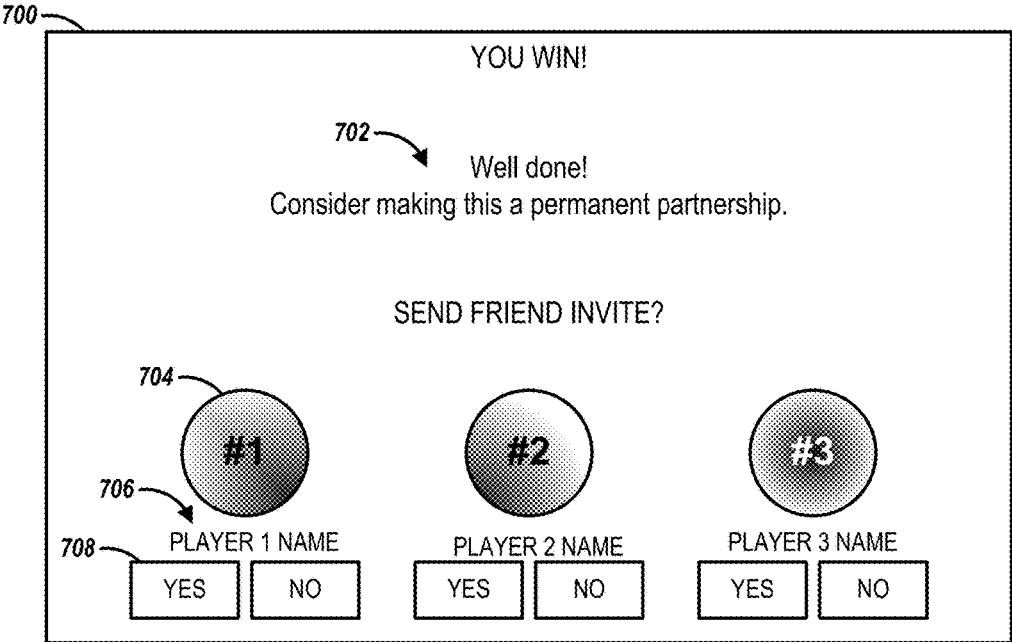 700
YOU WIN!
702
Well done!
Consider making this a permanent partnership.
SEND FRIEND INVITE?
704
#1 #2 #3
706
PLAYER 1 NAME PLAYER 2 NAME PLAYER 3 NAME
708
YES NO YES NO YES NO